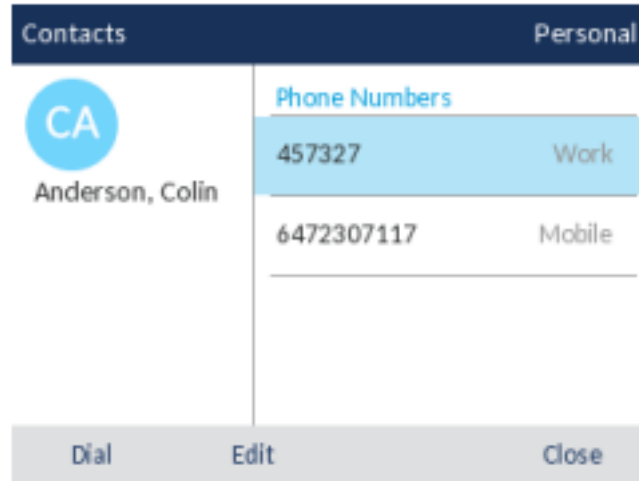 Contacts Personal
CA
Anderson, Colin
Phone Numbers
457327 Work
6472307117 Mobile
Dial Edit Close